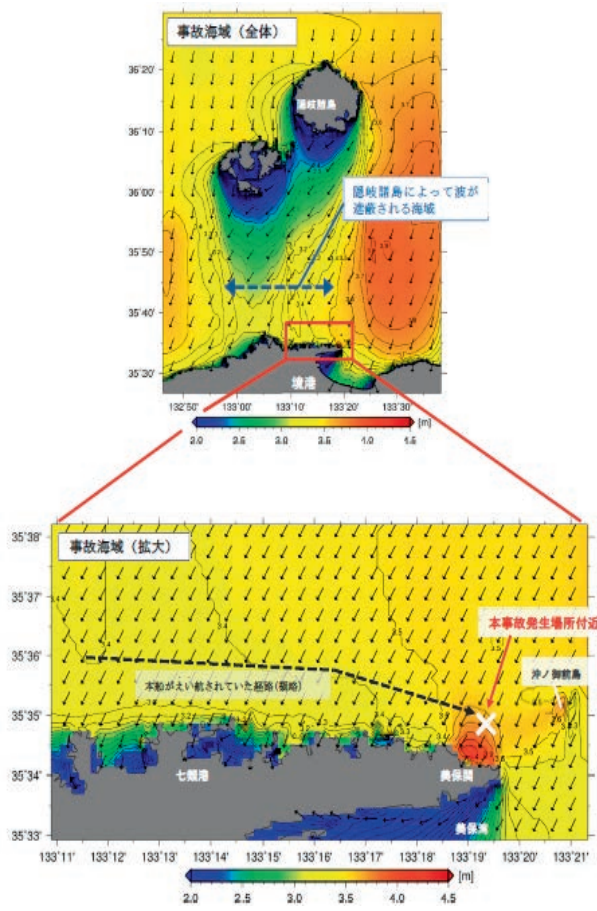 事故海域（全体）
36°20'
36°10'
36°00'
35°50'
35°40'
35°30'
隠岐諸島
隠岐諸島によって波が
遮蔽される海域
境港
132°50'
133°00'
133°10'
133°20'
133°30'
[m]
2.0
2.5
3.0
3.5
4.0
4.5
事故海域（拡大）
35°38'
35°37'
35°36'
35°35'
35°34'
35°33'
本事故発生場所付近
沖ノ御前島
本船がえい航されていた経路(概略)
七類港
美保関
美保湾
133°11'
133°12'
133°13'
133°14'
133°15'
133°16'
133°17'
133°18'
133°19'
133°20'
133°21'
[m]
2.0
2.5
3.0
3.5
4.0
4.5